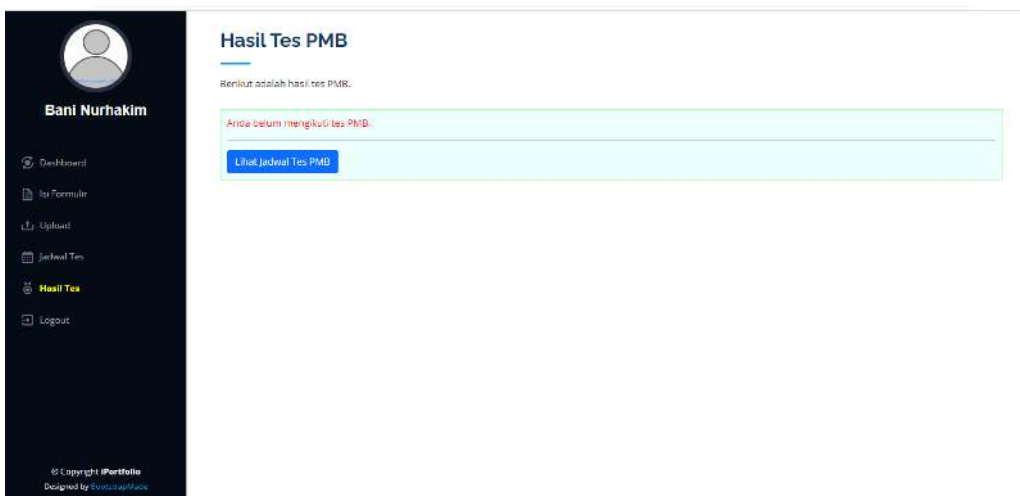 Bani Nurhakim
Dashboard
Isi Formulir
Upload
Jadwal Tes
Hasil Tes
Logout
© Copyright iPortfolio
Designed by BootstrapMade
Hasil Tes PMB
Berikut adalah hasil tes PMB.
Anda belum mengikuti tes PMB.
Lihat Jadwal Tes PMB